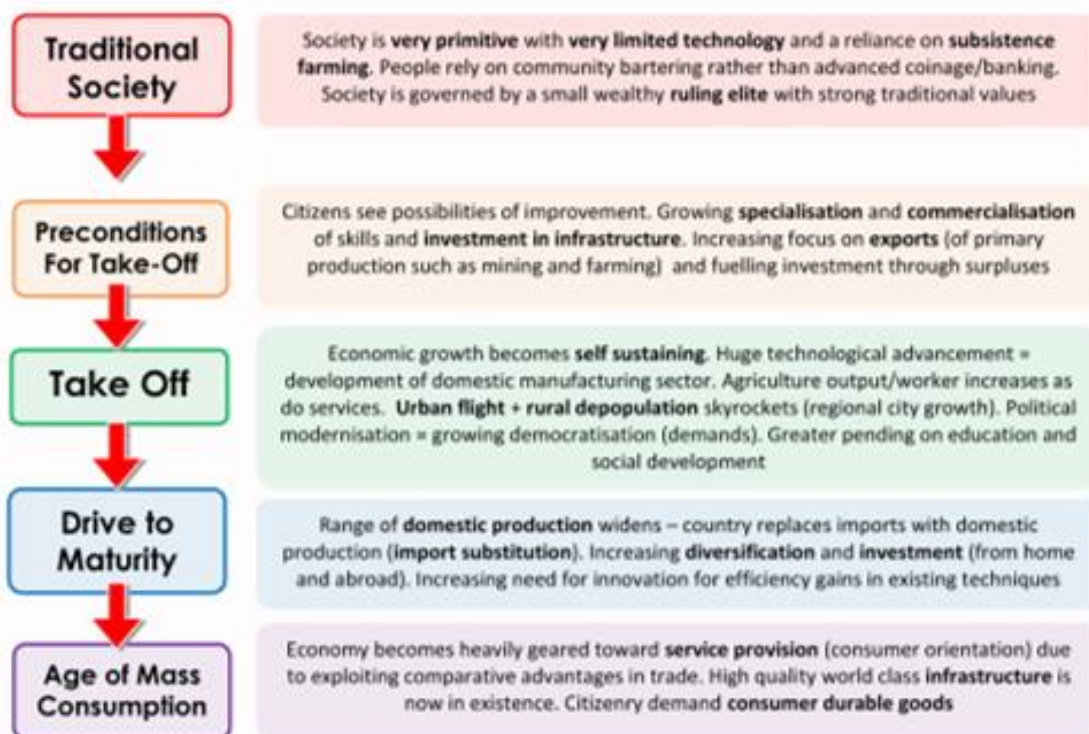 Traditional
Society
Society is very primitive with very limited technology and a reliance on subsistence
farming. People rely on community bartering rather than advanced coinage/banking.
Society is governed by a small wealthy ruling elite with strong traditional values
Preconditions
For Take-Off
Citizens see possibilities of improvement. Growing specialisation and commercialisation
of skills and investment in infrastructure. Increasing focus on exports (of primary
production such as mining and farming) and fuelling investment through surpluses
Take Off
Economic growth becomes self sustaining. Huge technological advancement =
development of domestic manufacturing sector. Agriculture output/worker increases as
do services. Urban flight + rural depopulation skyrockets (regional city growth). Political
modernisation = growing democratisation (demands). Greater pending on education and
social development
Drive to
Maturity
Range of domestic production widens – country replaces imports with domestic
production (import substitution). Increasing diversification and investment (from home
and abroad). Increasing need for innovation for efficiency gains in existing techniques
Age of Mass
Consumption
Economy becomes heavily geared toward service provision (consumer orientation) due
to exploiting comparative advantages in trade. High quality world class infrastructure is
now in existence. Citizenry demand consumer durable goods